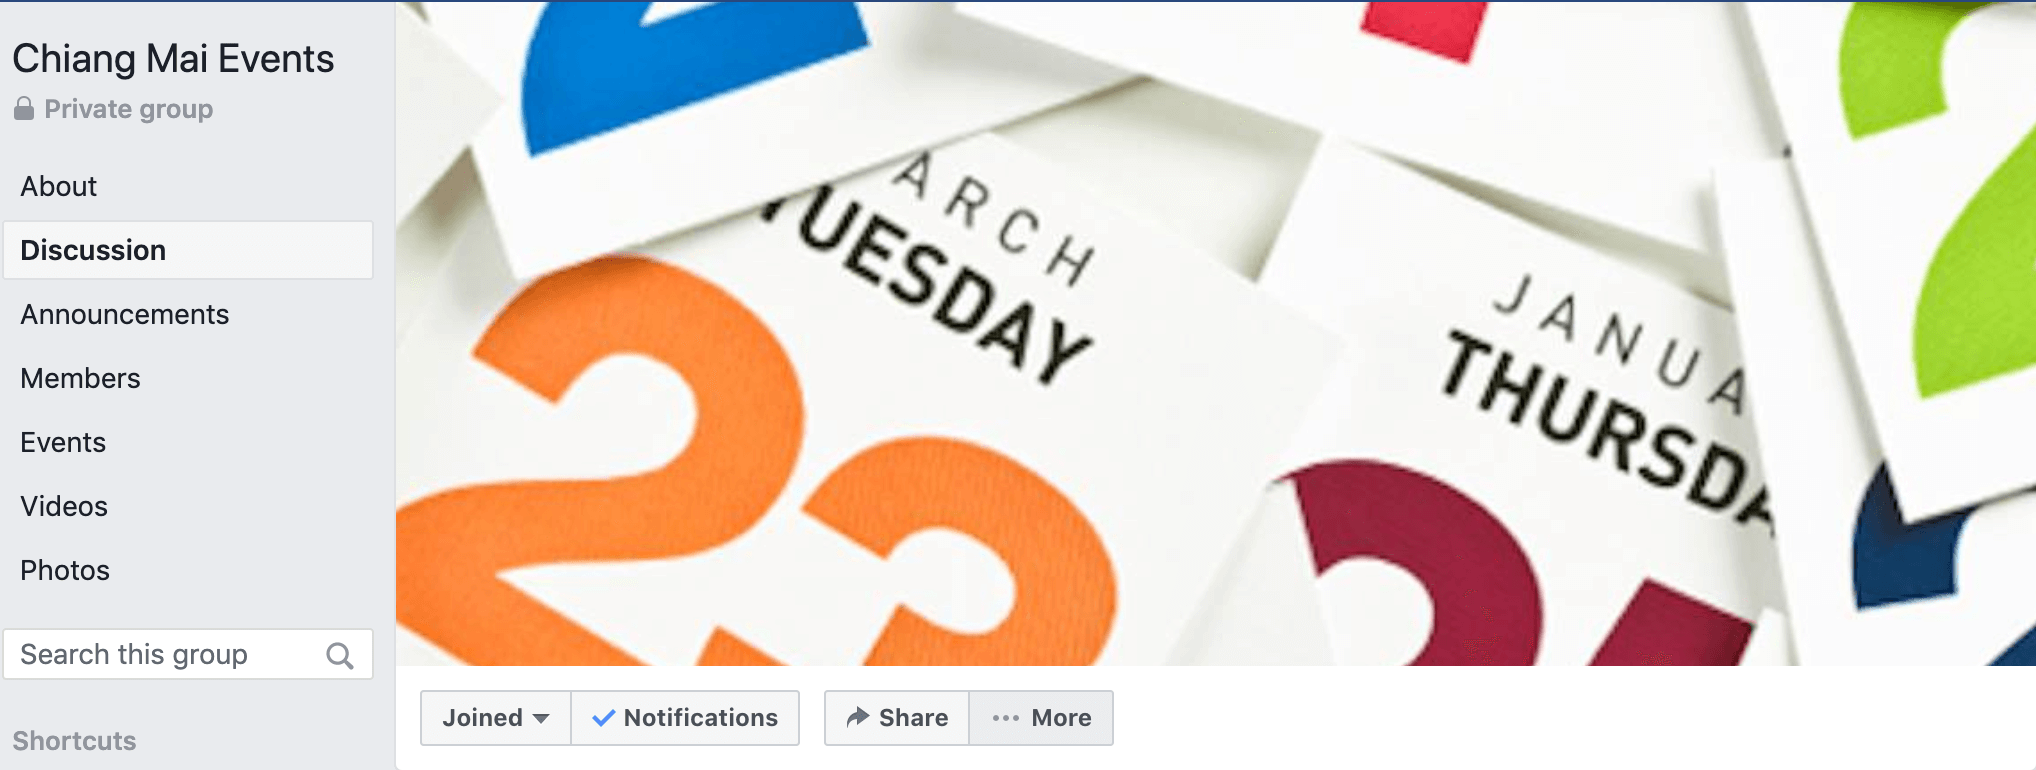 Chiang Mai Events
Private group
About
Discussion
Announcements
Members
Events
Videos
Photos
Search this group
Shortcuts
ARCH
TUESDAY
23
JANUA
THURSDA
Joined
Notifications
Share
More